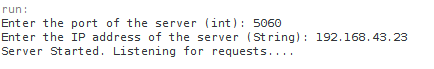 run:
Enter the port of the server (int): 5060
Enter the IP address of the server (String): 192.168.43.23
Server Started. Listening for requests....